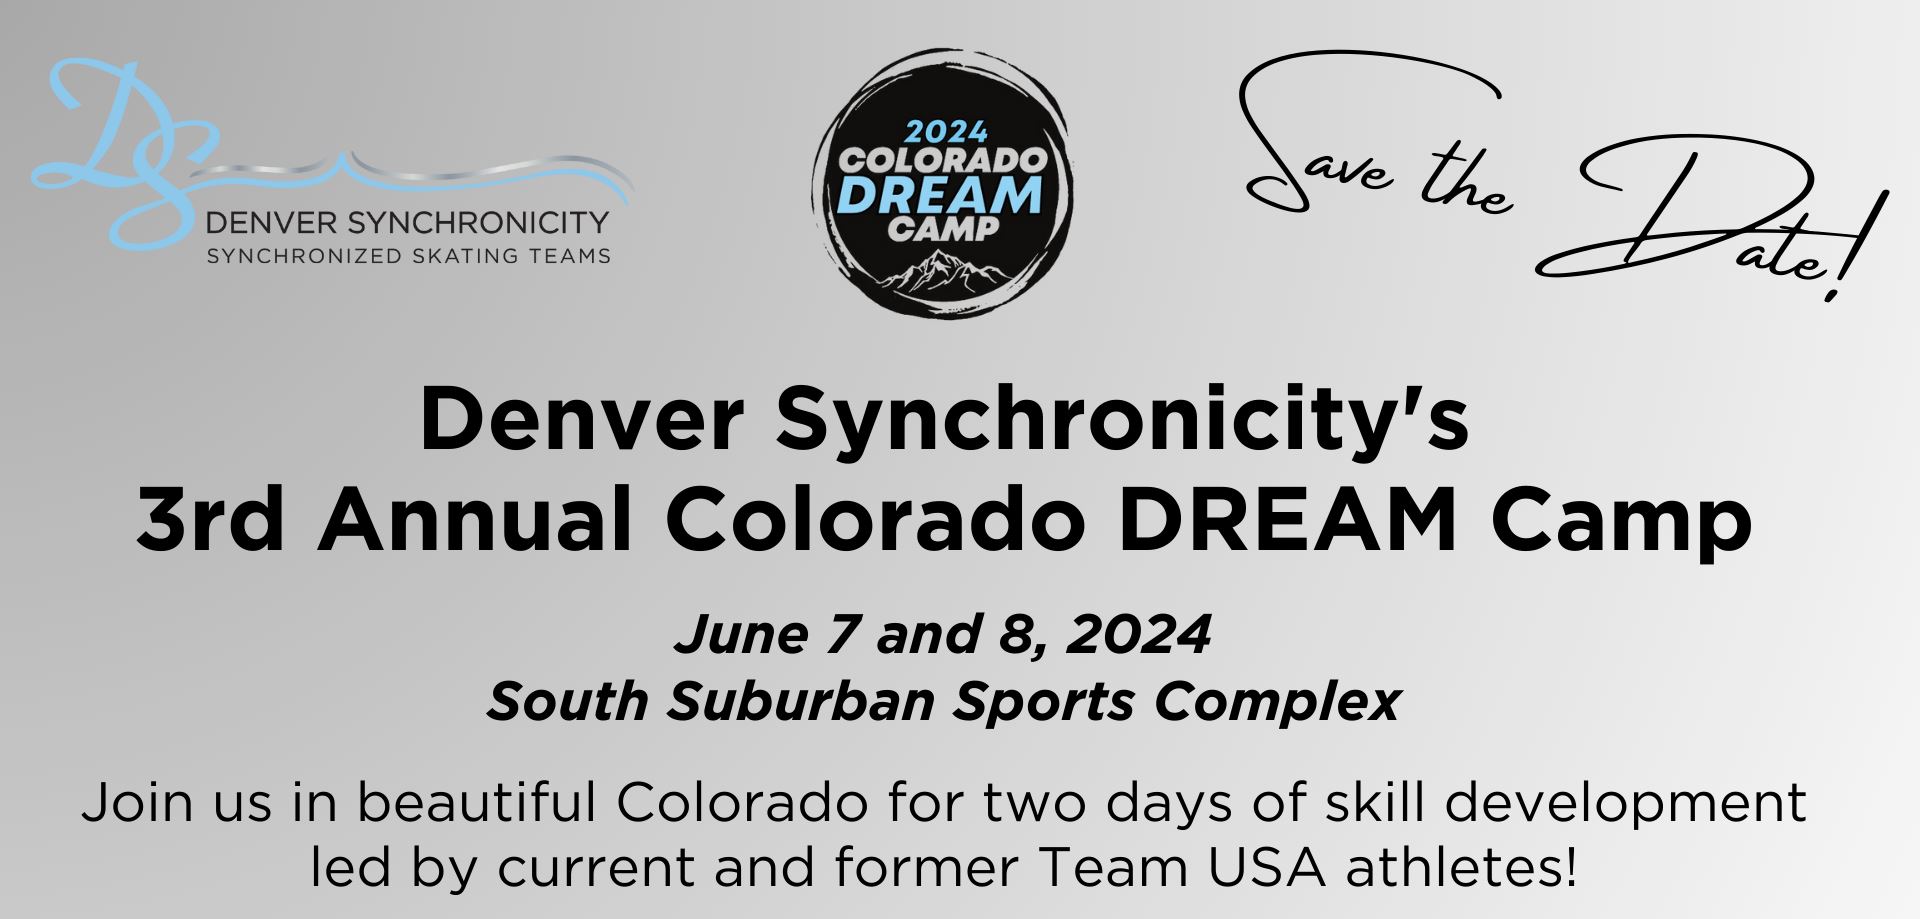 DS
DENVER SYNCHRONICITY
SYNCHRONIZED SKATING TEAMS
2024
COLORADO
DREAM
CAMP
Save the Date!
Denver Synchronicity's
3rd Annual Colorado DREAM Camp
June 7 and 8, 2024
South Suburban Sports Complex
Join us in beautiful Colorado for two days of skill development
led by current and former Team USA athletes!